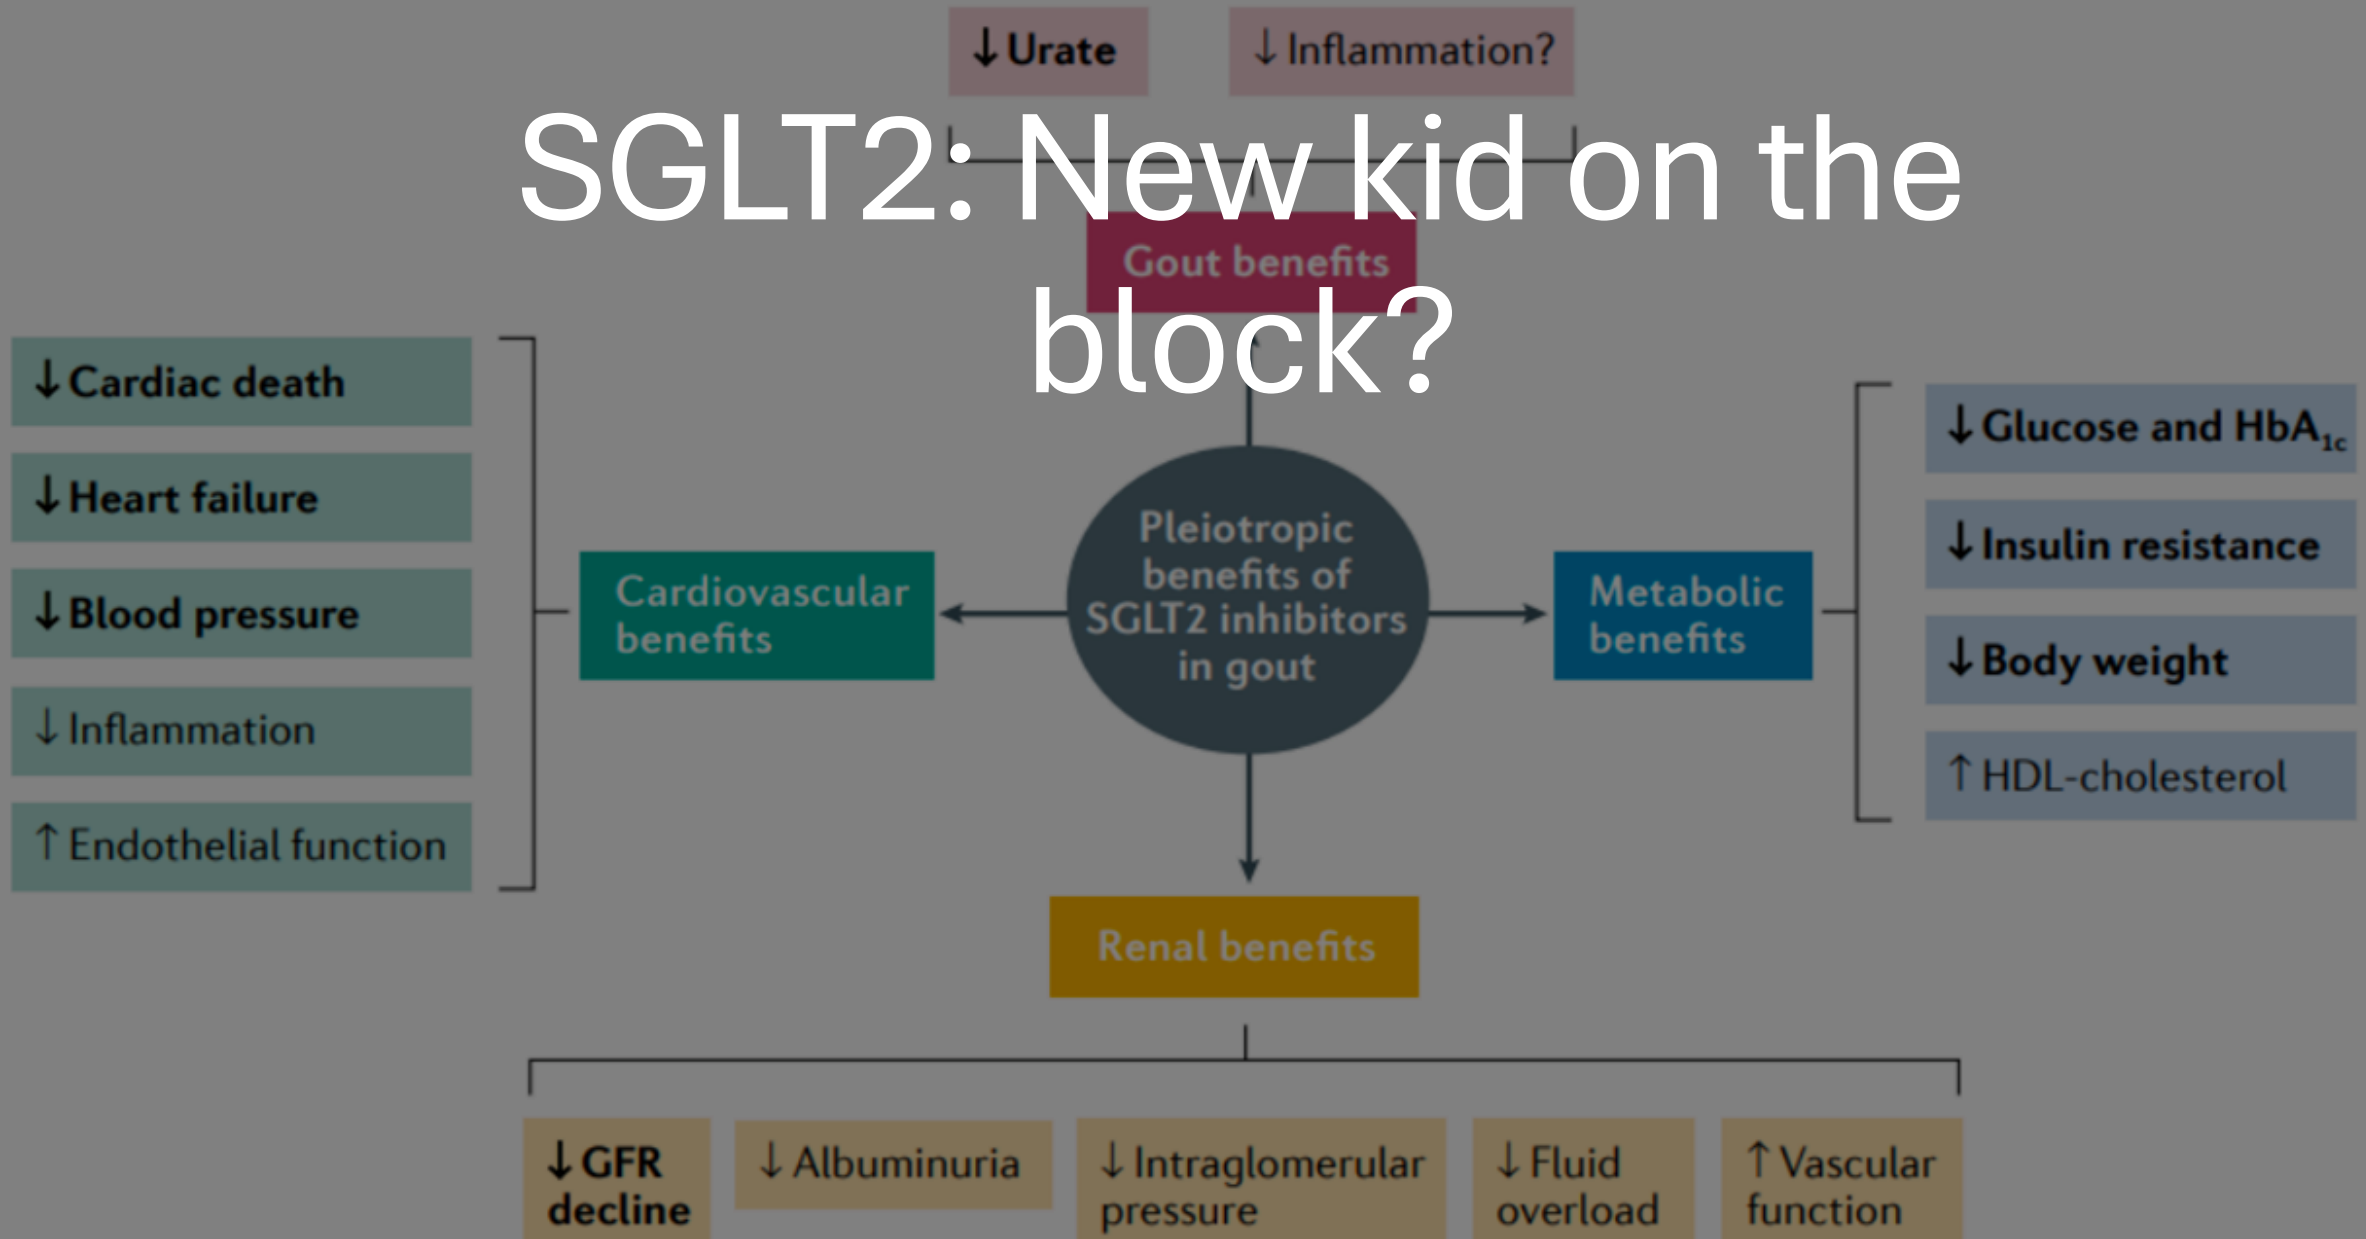 ↓Urate
↓Inflammation?
SGLT2: New kid on the
block?
Gout benefits
↓Cardiac death
↓Heart failure
↓Blood pressure
↓Inflammation
↑Endothelial function
Cardiovascular
benefits
Pleiotropic
benefits of
SGLT2 inhibitors
in gout
Metabolic
benefits
↓Glucose and HbA1c
↓Insulin resistance
↓Body weight
↑HDL-cholesterol
Renal benefits
↓GFR
decline
↓Albuminuria
↓Intraglomerular
pressure
↓Fluid
overload
↑Vascular
function